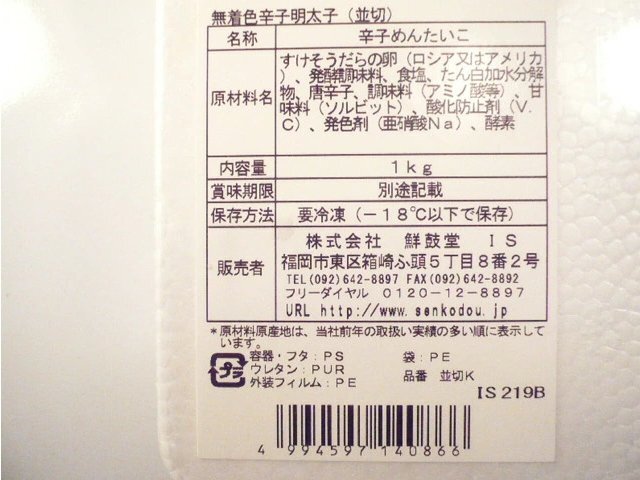 無着色辛子明太子（並切）
名称 辛子めんたいこ
原材料名 すけそうだらの卵（ロシア又はアメリカ
）、発酵調味料、食塩、たん白加水分解
物、唐辛子、調味料（アミノ酸等）、甘
味料（ソルビット）、酸化防止剤（V.
C）、発色剤（亜硝酸Na）、酵素
内容量 1kg
賞味期限 別途記載
保存方法 要冷凍（－18℃以下で保存）
販売者 株式会社 鮮鼓堂 IS
福岡市東区箱崎ふ頭5丁目8番2号
TEL(092)642-8897 FAX(092)642-8892
フリーダイヤル 0120-12-8897
URL http://www.senkodou.jp
*原材料原産地は、当社前年の取扱い実績の多い順に表示して
います。
プラ
容器・フタ：PS 袋：PE
ウレタン：PUR
外装フィルム：PE 品番 並切K
IS219B
4 994597 140866